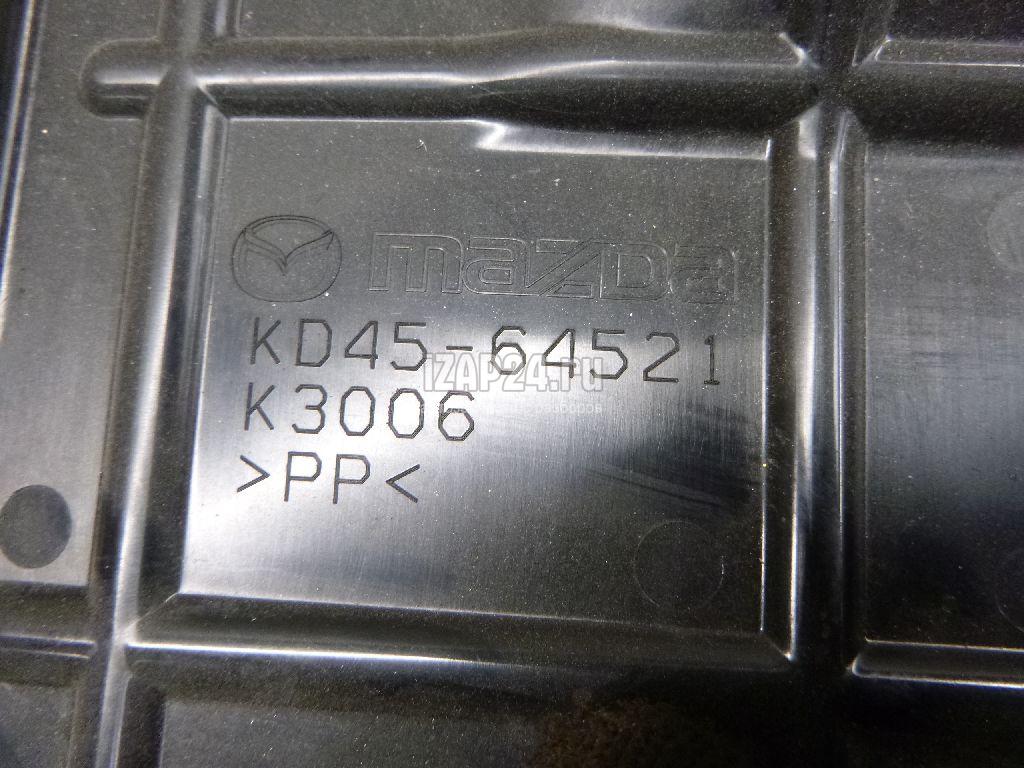 mazda
KD45-64521
IZAP24.ru
K3006
>PP<